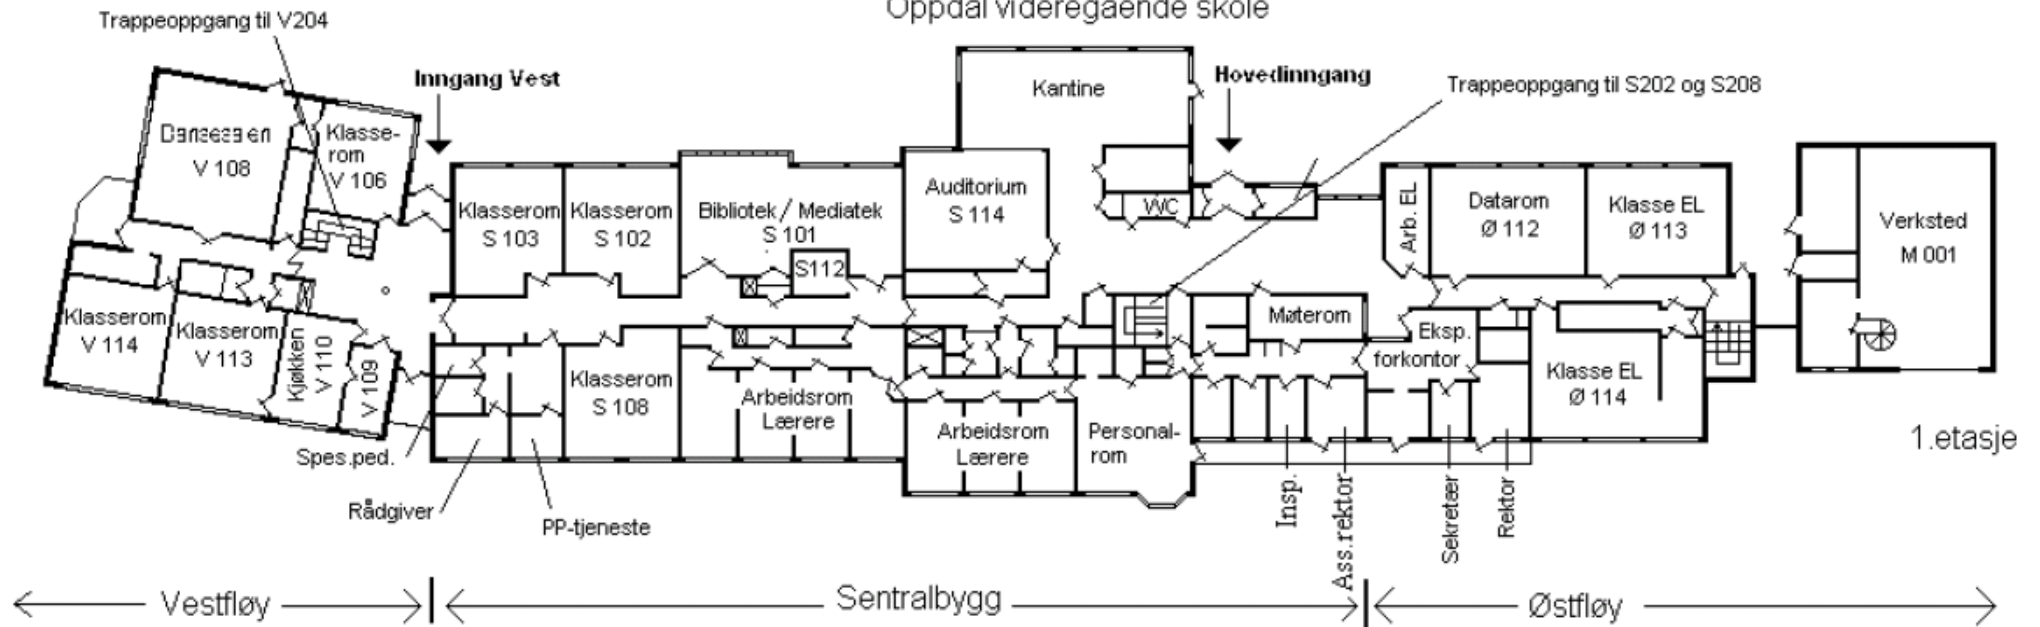 Oppdal videregående skole
Trappeoppgang til V204
Inngang Vest
Hovedinngang
Trappeoppgang til S202 og S208
Kantine
V 108
Klasse-
rom
V 106
Klasserom
S 103
Klasserom
S 102
Bibliotek / Mediatek
S 101
S112
Auditorium
S 114
WC
Arb. EL
Datarom
Ø 112
Klasse EL
Ø 113
Verksted
M 001
Klasserom
V 114
Klasserom
V 113
Kjøkken
V 110
V 109
Klasserom
S 108
Arbeidsrom
Lærere
Arbeidsrom
Lærere
Personal-
rom
Møterom
Eksp.
forkontor
Klasse EL
Ø 114
Spes.ped.
Rådgiver
PP-tjeneste
Insp.
Ass.rektor
Sekretær
Rektor
1.etasje
Vestfløy
Sentralbygg
Østfløy